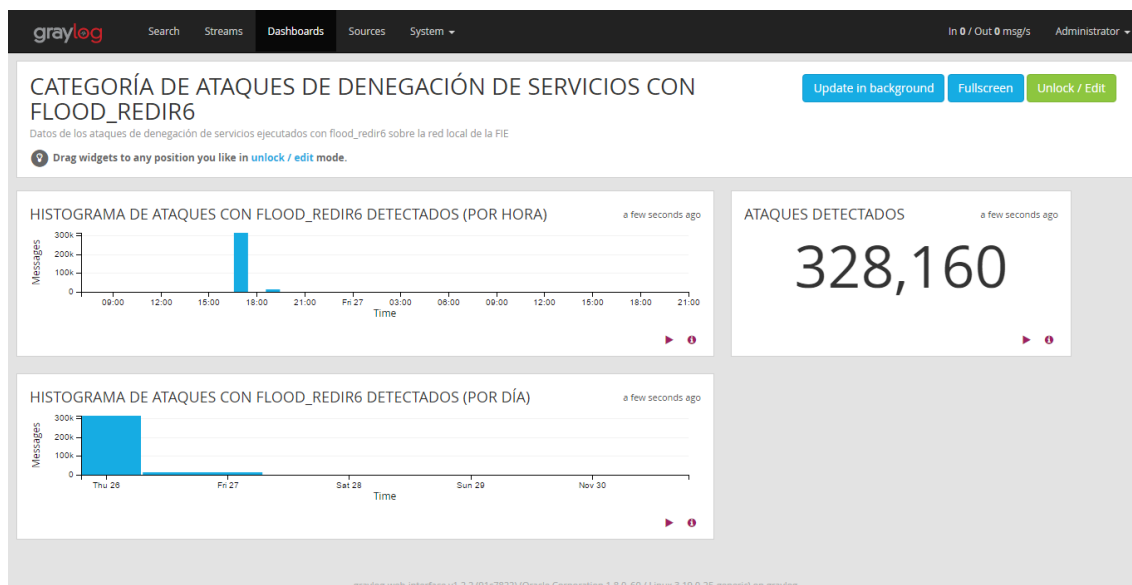 graylog
Search Streams Dashboards Sources System
In 0 / Out 0 msg/s Administrator
CATEGORÍA DE ATAQUES DE DENEGACIÓN DE SERVICIOS CON
FLOOD_REDIR6
Update in background Fullscreen Unlock / Edit
Datos de los ataques de denegación de servicios ejecutados con flood_redir6 sobre la red local de la FIE
Drag widgets to any position you like in unlock / edit mode.
HISTOGRAMA DE ATAQUES CON FLOOD_REDIR6 DETECTADOS (POR HORA)
a few seconds ago
Messages
300k
200k
100k
0
09:00 12:00 15:00 18:00 21:00 Fri 27 03:00 06:00 09:00 12:00 15:00 18:00 21:00
Time
ATAQUES DETECTADOS
a few seconds ago
328,160
HISTOGRAMA DE ATAQUES CON FLOOD_REDIR6 DETECTADOS (POR DÍA)
a few seconds ago
Messages
300k
200k
100k
0
Thu 26 Fri 27 Sat 28 Sun 29 Nov 30
Time